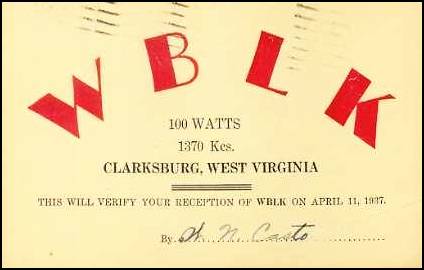 WBLK
100 WATTS
1370 Kcs.
CLARKSBURG, WEST VIRGINIA
THIS WILL VERIFY YOUR RECEPTION OF WBLK ON APRIL 11, 1937.
By W. N. Casto